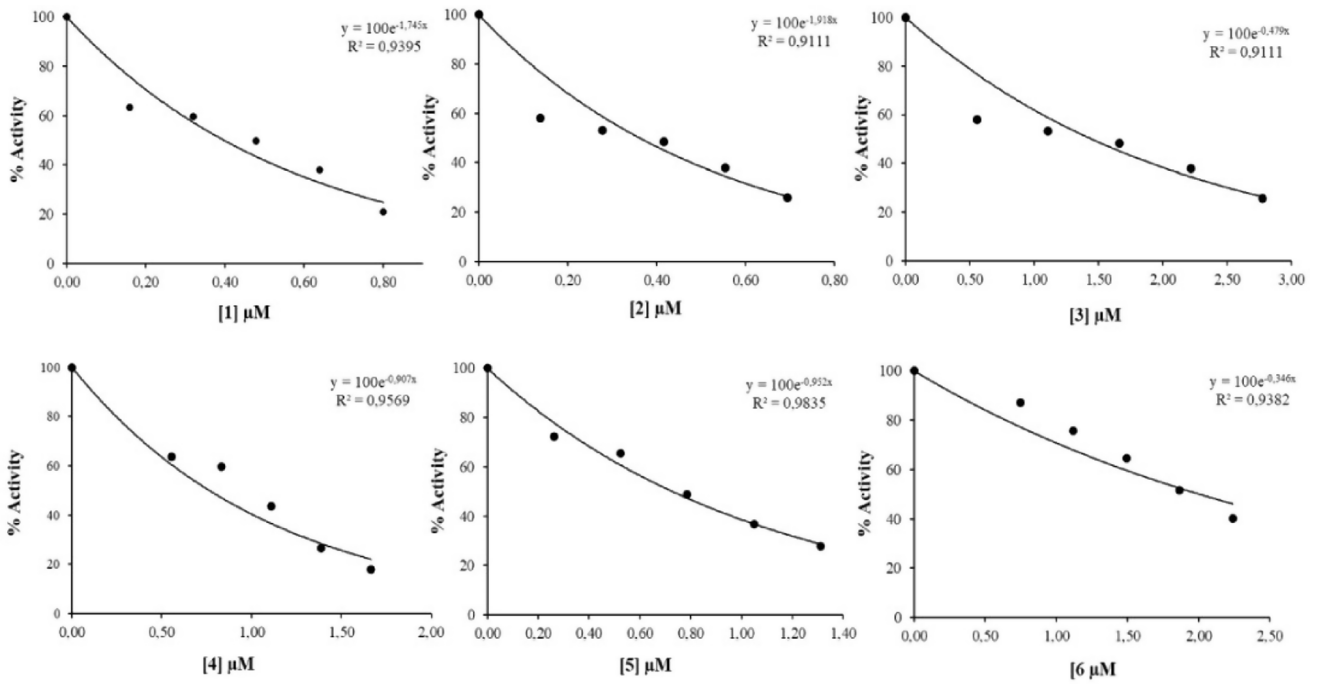 y = 100e-1,745x
R² = 0,9395
% Activity
100
80
60
40
20
0
0,00 0,20 0,40 0,60 0,80
[1] µM
y = 100e-1,918x
R² = 0,9111
% Activity
100
80
60
40
20
0
0,00 0,20 0,40 0,60 0,80
[2] µM
y = 100e-0,479x
R² = 0,9111
% Activity
100
80
60
40
20
0
0,00 0,50 1,00 1,50 2,00 2,50 3,00
[3] µM
y = 100e-0,907x
R² = 0,9569
% Activity
100
80
60
40
20
0
0,00 0,50 1,00 1,50 2,00
[4] µM
y = 100e-0,952x
R² = 0,9835
% Activity
100
80
60
40
20
0
0,00 0,20 0,40 0,60 0,80 1,00 1,20 1,40
[5] µM
y = 100e-0,346x
R² = 0,9382
% Activity
100
80
60
40
20
0
0,00 0,50 1,00 1,50 2,00 2,50
[6 µM